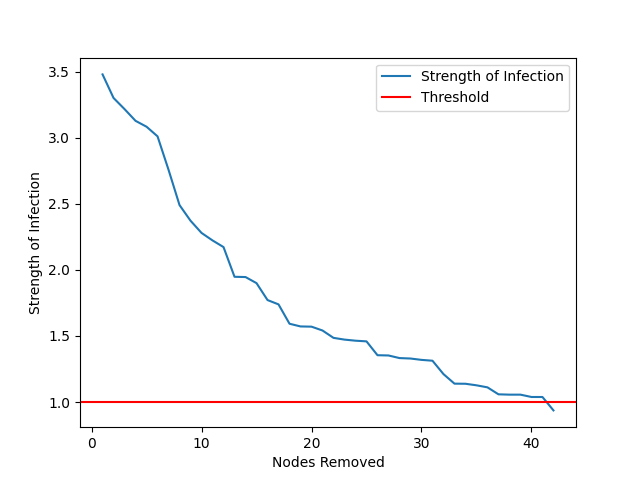 Strength of Infection
Threshold
3.5
3.0
2.5
2.0
1.5
1.0
Strength of Infection
0
10
20
30
40
Nodes Removed